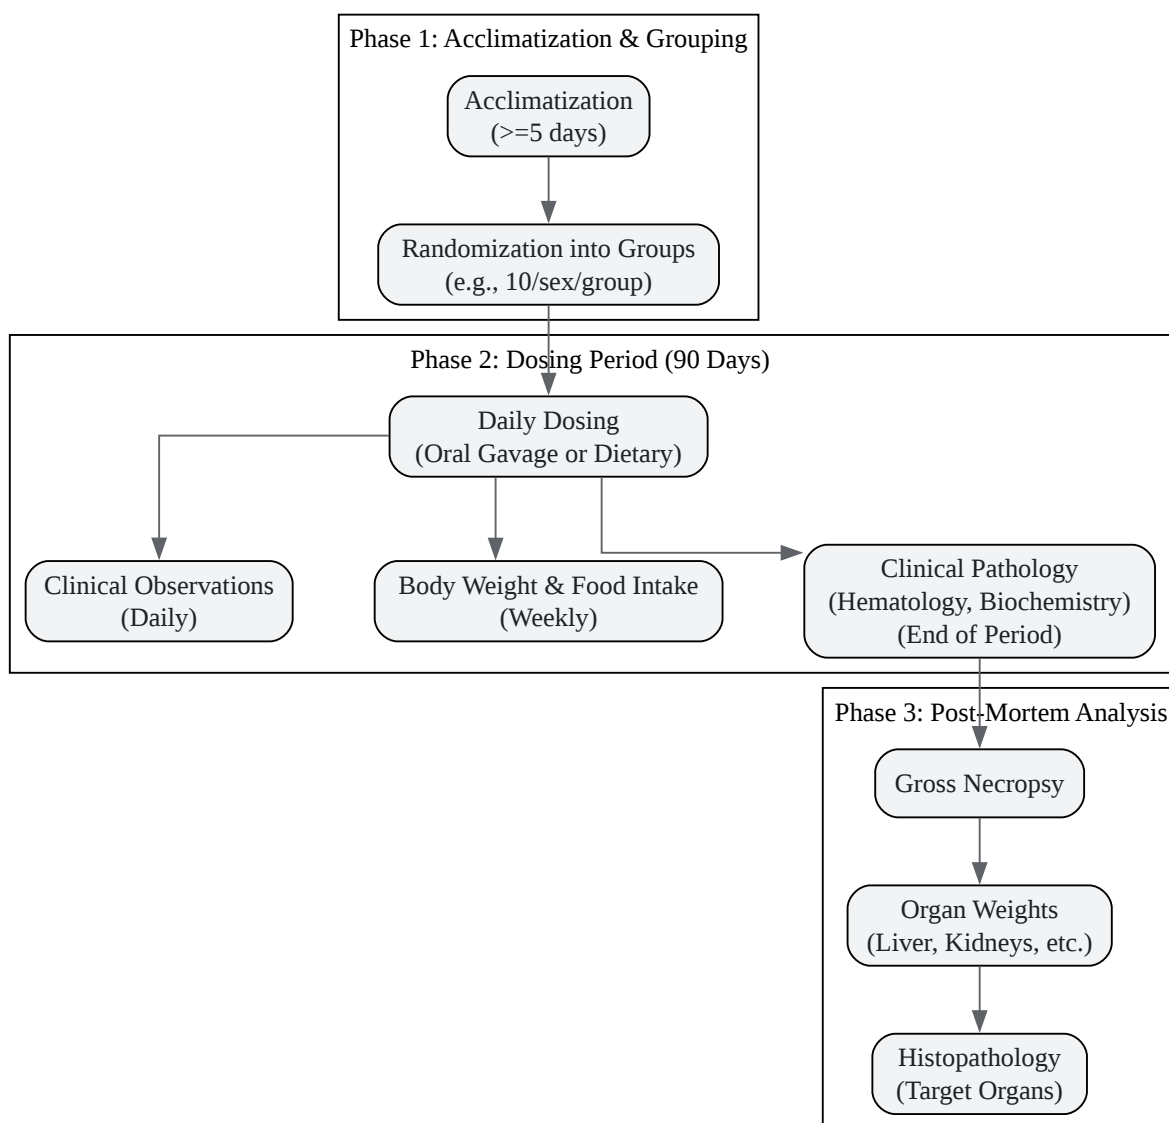 Phase 1: Acclimatization & Grouping
Acclimatization
(>=5 days)
Randomization into Groups
(e.g., 10/sex/group)
Phase 2: Dosing Period (90 Days)
Daily Dosing
(Oral Gavage or Dietary)
Clinical Observations
(Daily)
Body Weight & Food Intake
(Weekly)
Clinical Pathology
(Hematology, Biochemistry)
(End of Period)
Phase 3: Post-Mortem Analysis
Gross Necropsy
Organ Weights
(Liver, Kidneys, etc.)
Histopathology
(Target Organs)